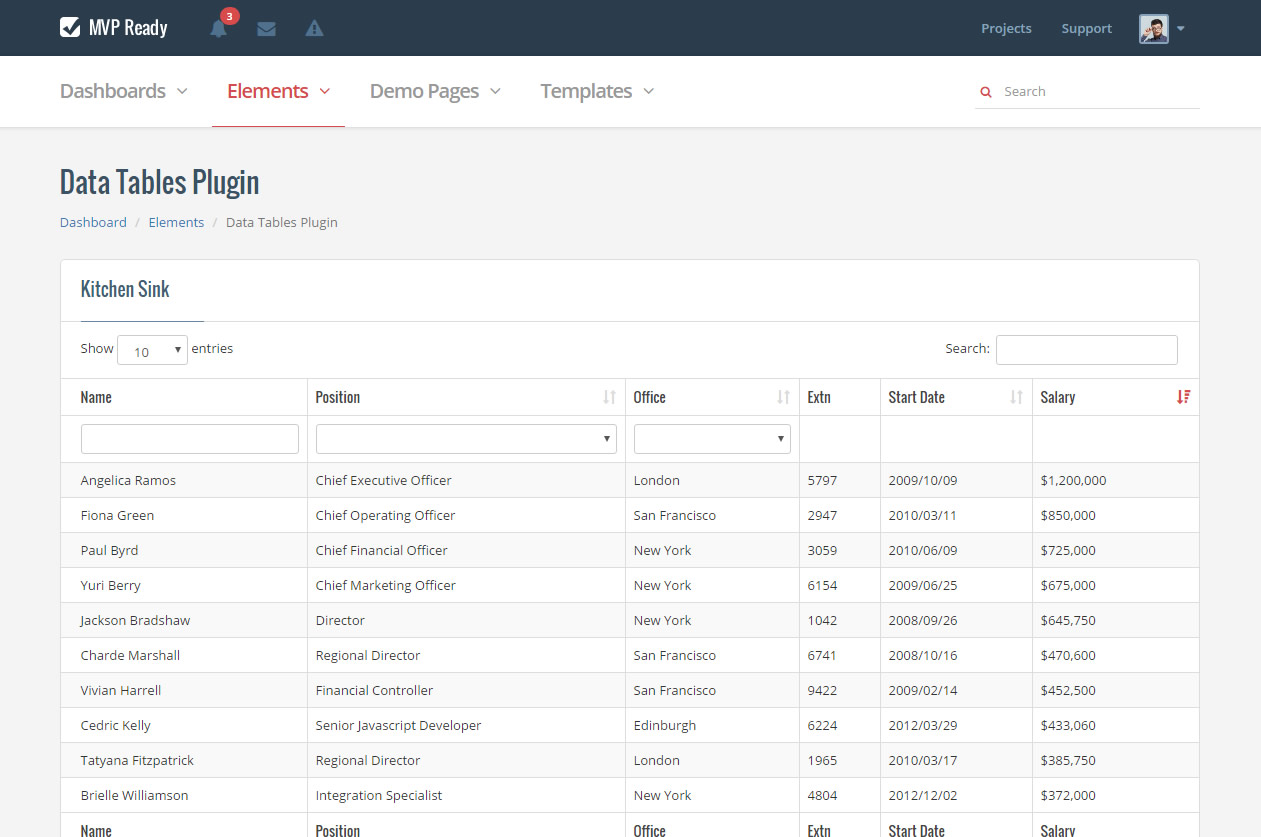 MVP Ready 3 Projects Support
Dashboards Elements Demo Pages Templates Search
Data Tables Plugin
Dashboard / Elements / Data Tables Plugin
Kitchen Sink
Show 10 entries Search:
Name Position Office Extn Start Date Salary
Angelica Ramos Chief Executive Officer London 5797 2009/10/09 $1,200,000
Fiona Green Chief Operating Officer San Francisco 2947 2010/03/11 $850,000
Paul Byrd Chief Financial Officer New York 3059 2010/06/09 $725,000
Yuri Berry Chief Marketing Officer New York 6154 2009/06/25 $675,000
Jackson Bradshaw Director New York 1042 2008/09/26 $645,750
Charde Marshall Regional Director San Francisco 6741 2008/10/16 $470,600
Vivian Harrell Financial Controller San Francisco 9422 2009/02/14 $452,500
Cedric Kelly Senior Javascript Developer Edinburgh 6224 2012/03/29 $433,060
Tatyana Fitzpatrick Regional Director London 1965 2010/03/17 $385,750
Brielle Williamson Integration Specialist New York 4804 2012/12/02 $372,000
Name Position Office Extn Start Date Salary